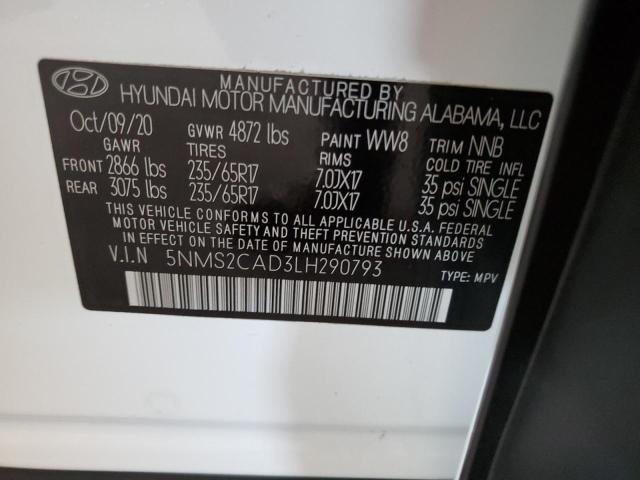 MANUFACTURED BY
HYUNDAI MOTOR MANUFACTURING ALABAMA, LLC
Oct/09/20 GVWR 4872 lbs PAINT WW8 TRIM NNB
GAWR TIRES RIMS COLD TIRE INFL
FRONT 2866 lbs 235/65R17 7.0JX17 35 psi SINGLE
REAR 3075 lbs 235/65R17 7.0JX17 35 psi SINGLE
THIS VEHICLE CONFORMS TO ALL APPLICABLE U.S.A. FEDERAL
MOTOR VEHICLE SAFETY AND THEFT PREVENTION STANDARDS
IN EFFECT ON THE DATE OF MANUFACTURE SHOWN ABOVE.
V.I.N 5NMS2CAD3LH290793 TYPE: MPV